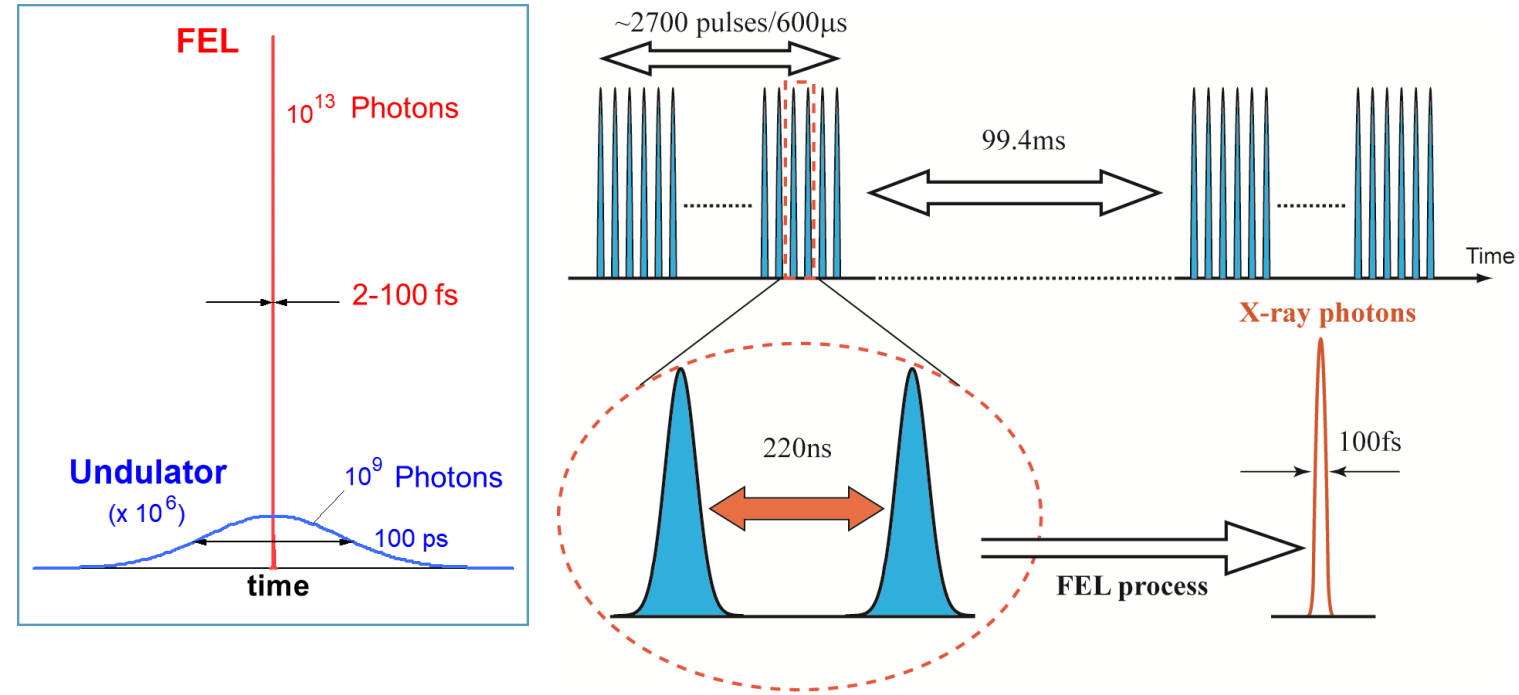 FEL
10^13 Photons
2-100 fs
Undulator
(x 10^6)
10^9 Photons
100 ps
time
~2700 pulses/600µs
99.4ms
Time
220ns
FEL process
X-ray photons
100fs